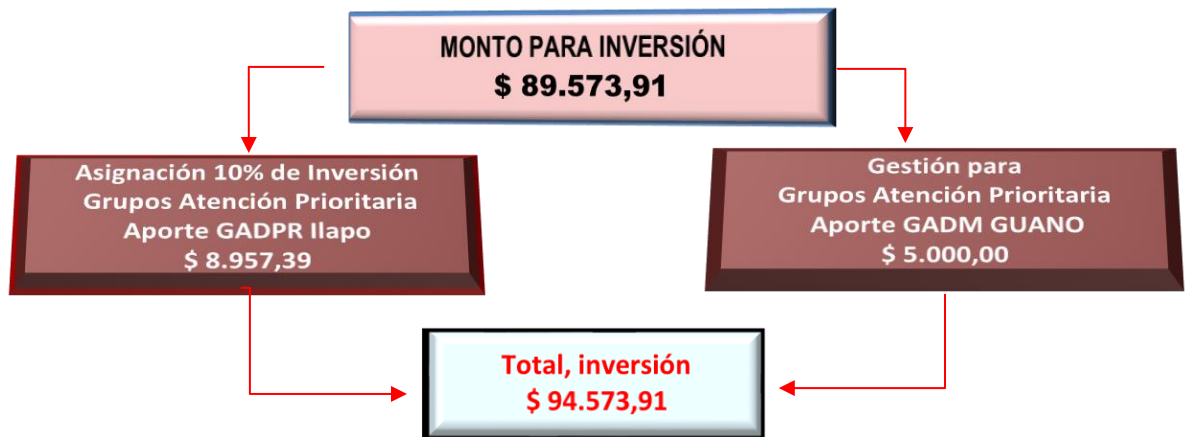 MONTO PARA INVERSIÓN
$ 89.573,91
Asignación 10% de Inversión
Grupos Atención Prioritaria
Aporte GADPR Ilapo
$ 8.957,39
Gestión para
Grupos Atención Prioritaria
Aporte GADM GUANO
$ 5.000,00
Total, inversión
$ 94.573,91